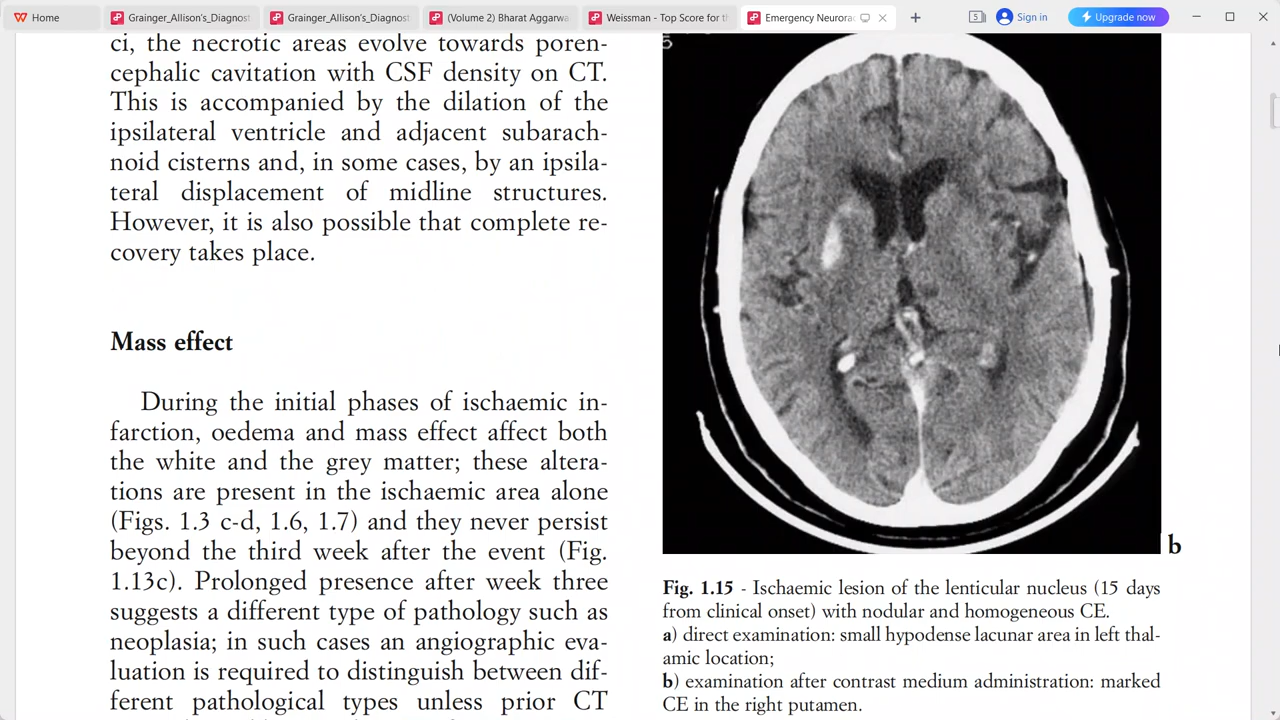 Home
Grainger_Allison's_Diagnost
Grainger_Allison's_Diagnost
(Volume 2) Bharat Aggarwa
Weissman - Top Score for th
Emergency Neurorad
5
Sign in
Upgrade now
ci, the necrotic areas evolve towards poren-
cephalic cavitation with CSF density on CT.
This is accompanied by the dilation of the
ipsilateral ventricle and adjacent subarach-
noid cisterns and, in some cases, by an ipsila-
teral displacement of midline structures.
However, it is also possible that complete re-
covery takes place.
Mass effect
During the initial phases of ischaemic in-
farction, oedema and mass effect affect both
the white and the grey matter; these altera-
tions are present in the ischaemic area alone
(Figs. 1.3 c-d, 1.6, 1.7) and they never persist
beyond the third week after the event (Fig.
1.13c). Prolonged presence after week three
suggests a different type of pathology such as
neoplasia; in such cases an angiographic eva-
luation is required to distinguish between dif-
ferent pathological types unless prior CT
b
Fig. 1.15 - Ischaemic lesion of the lenticular nucleus (15 days
from clinical onset) with nodular and homogeneous CE.
a) direct examination: small hypodense lacunar area in left thal-
amic location;
b) examination after contrast medium administration: marked
CE in the right putamen.